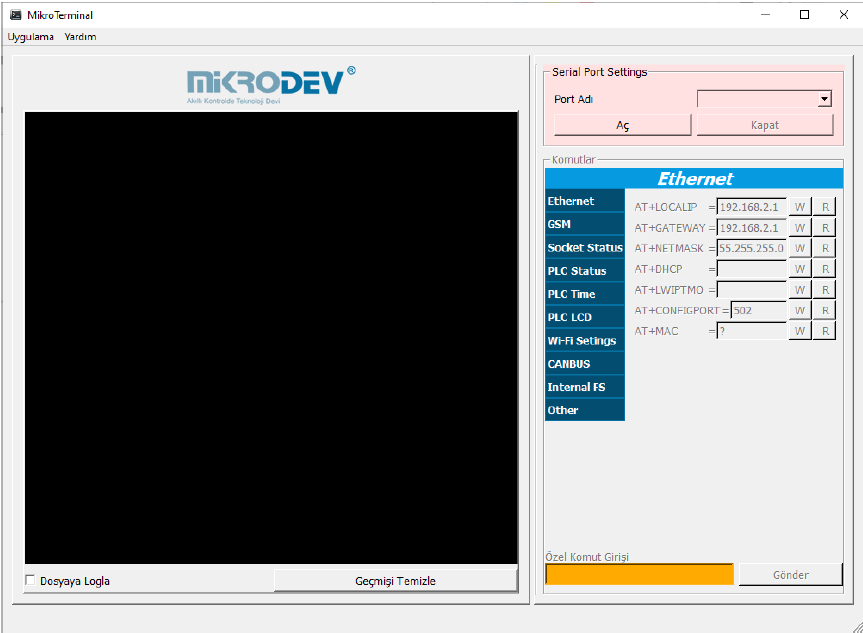 MikroTerminal
Uygulama Yardım
MİKRODEV®
Akıllı Kontrolde Teknoloji Devi
Dosyaya Logla
Geçmişi Temizle
Serial Port Settings
Port Adı
Aç Kapat
Komutlar
Ethernet
Ethernet
GSM
Socket Status
PLC Status
PLC Time
PLC LCD
Wi-Fi Setings
CANBUS
Internal FS
Other
AT+LOCALIP = 192.168.2.1 W R
AT+GATEWAY = 192.168.2.1 W R
AT+NETMASK = 55.255.255.0 W R
AT+DHCP = W R
AT+LWIPTMO = W R
AT+CONFIGPORT = 502 W R
AT+MAC = ? W R
Özel Komut Girişi
Gönder